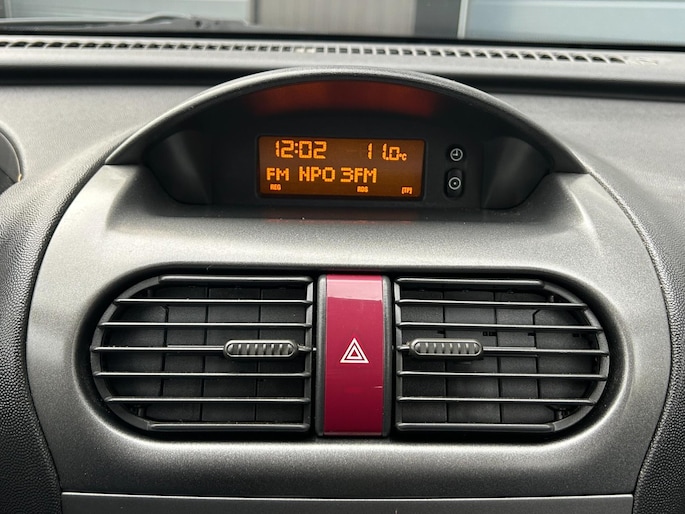 12:02 11.0°C
FM NPO 3FM
REG RDS [TP]